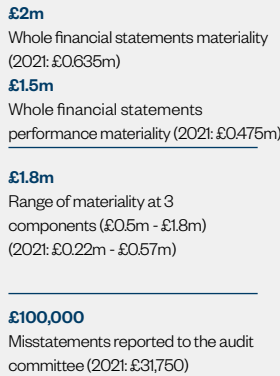 £2m
Whole financial statements materiality
(2021: £0.635m)
£1.5m
Whole financial statements
performance materiality (2021: £0.475m)
£1.8m
Range of materiality at 3
components (£0.5m - £1.8m)
(2021: £0.22m - £0.57m)
£100,000
Misstatements reported to the audit
committee (2021: £31,750)